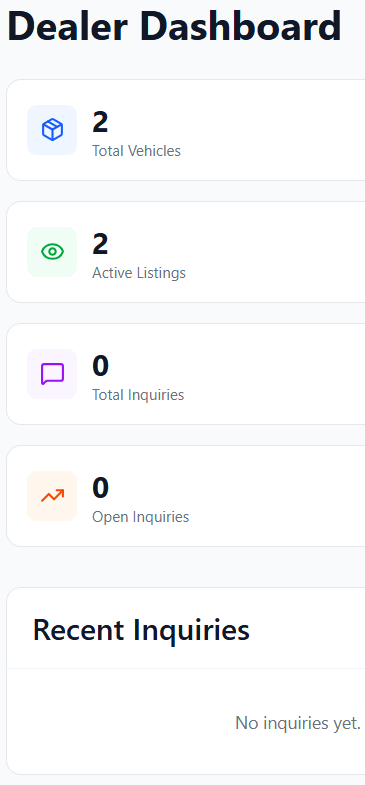 Dealer Dashboard
2
Total Vehicles
2
Active Listings
0
Total Inquiries
0
Open Inquiries
Recent Inquiries
No inquiries yet.